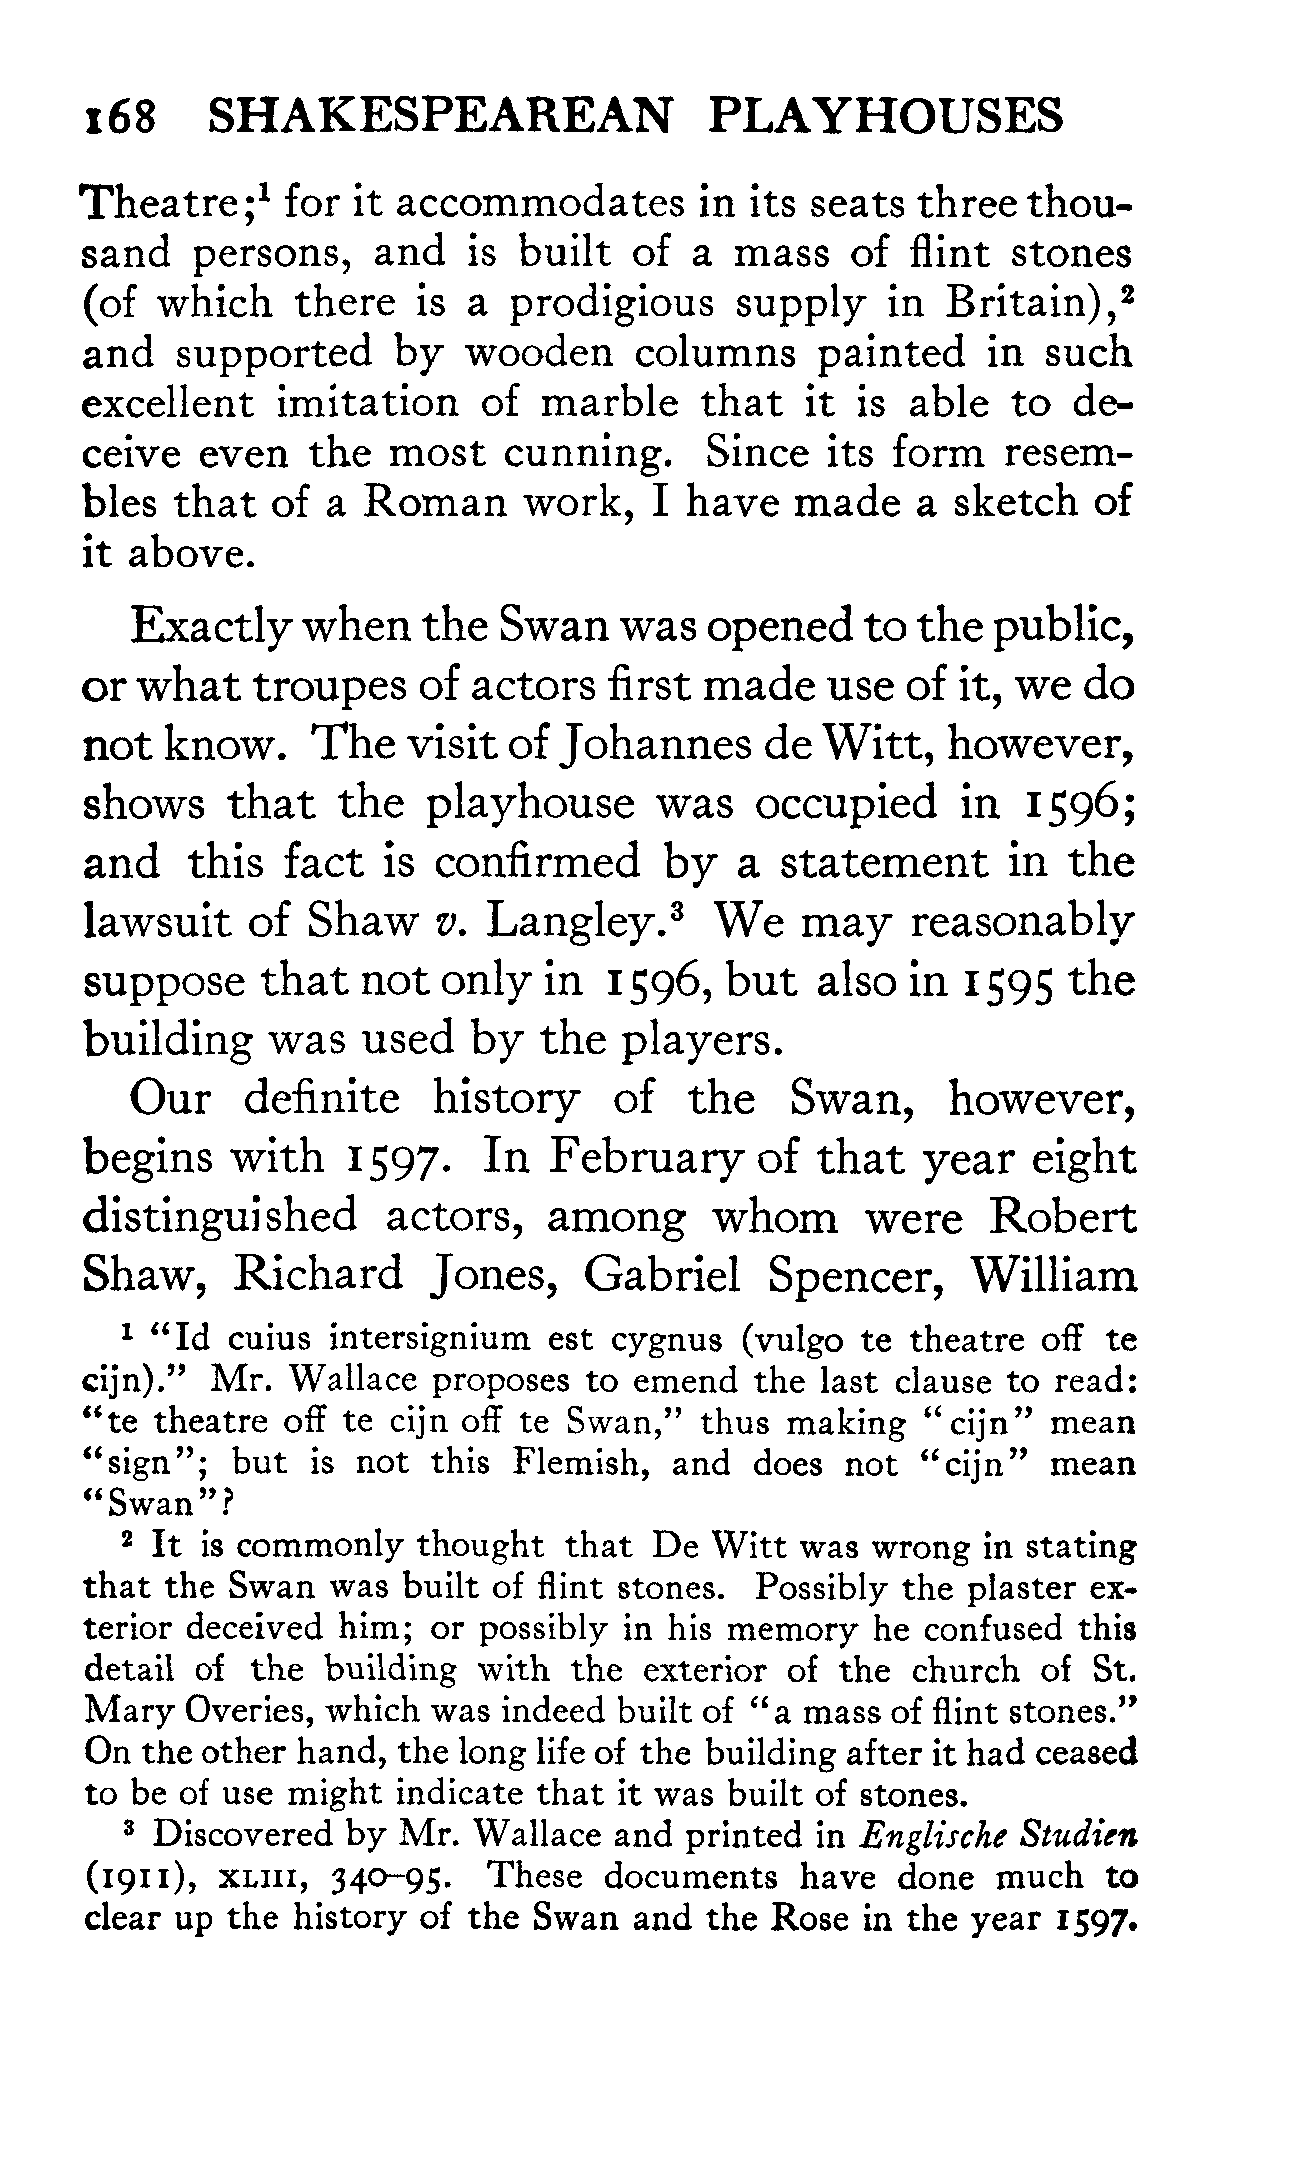 168 SHAKESPEAREAN PLAYHOUSES
Theatre;¹ for it accommodates in its seats three thou-
sand persons, and is built of a mass of flint stones
(of which there is a prodigious supply in Britain),²
and supported by wooden columns painted in such
excellent imitation of marble that it is able to de-
ceive even the most cunning. Since its form resem-
bles that of a Roman work, I have made a sketch of
it above.
Exactly when the Swan was opened to the public,
or what troupes of actors first made use of it, we do
not know. The visit of Johannes de Witt, however,
shows that the playhouse was occupied in 1596;
and this fact is confirmed by a statement in the
lawsuit of Shaw v. Langley.³ We may reasonably
suppose that not only in 1596, but also in 1595 the
building was used by the players.
Our definite history of the Swan, however,
begins with 1597. In February of that year eight
distinguished actors, among whom were Robert
Shaw, Richard Jones, Gabriel Spencer, William
¹ “Id cuius intersignium est cygnus (vulgo te theatre off te
cijn).” Mr. Wallace proposes to emend the last clause to read:
“te theatre off te cijn off te Swan,” thus making “cijn” mean
“sign”; but is not this Flemish, and does not “cijn” mean
“Swan”?
² It is commonly thought that De Witt was wrong in stating
that the Swan was built of flint stones. Possibly the plaster ex-
terior deceived him; or possibly in his memory he confused this
detail of the building with the exterior of the church of St.
Mary Overies, which was indeed built of “a mass of flint stones.”
On the other hand, the long life of the building after it had ceased
to be of use might indicate that it was built of stones.
³ Discovered by Mr. Wallace and printed in Englische Studien
(1911), XLIII, 340–95. These documents have done much to
clear up the history of the Swan and the Rose in the year 1597.